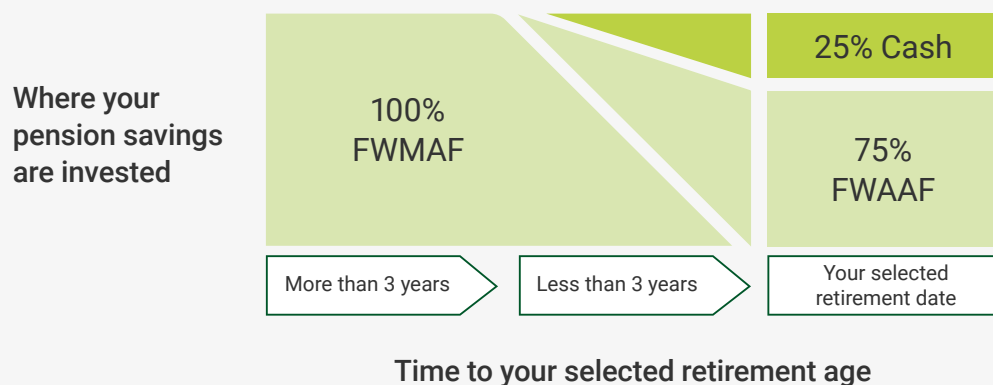 Where your
pension savings
are invested
100%
FWMAF
25% Cash
75%
FWAAF
More than 3 years
Less than 3 years
Your selected
retirement date
Time to your selected retirement age